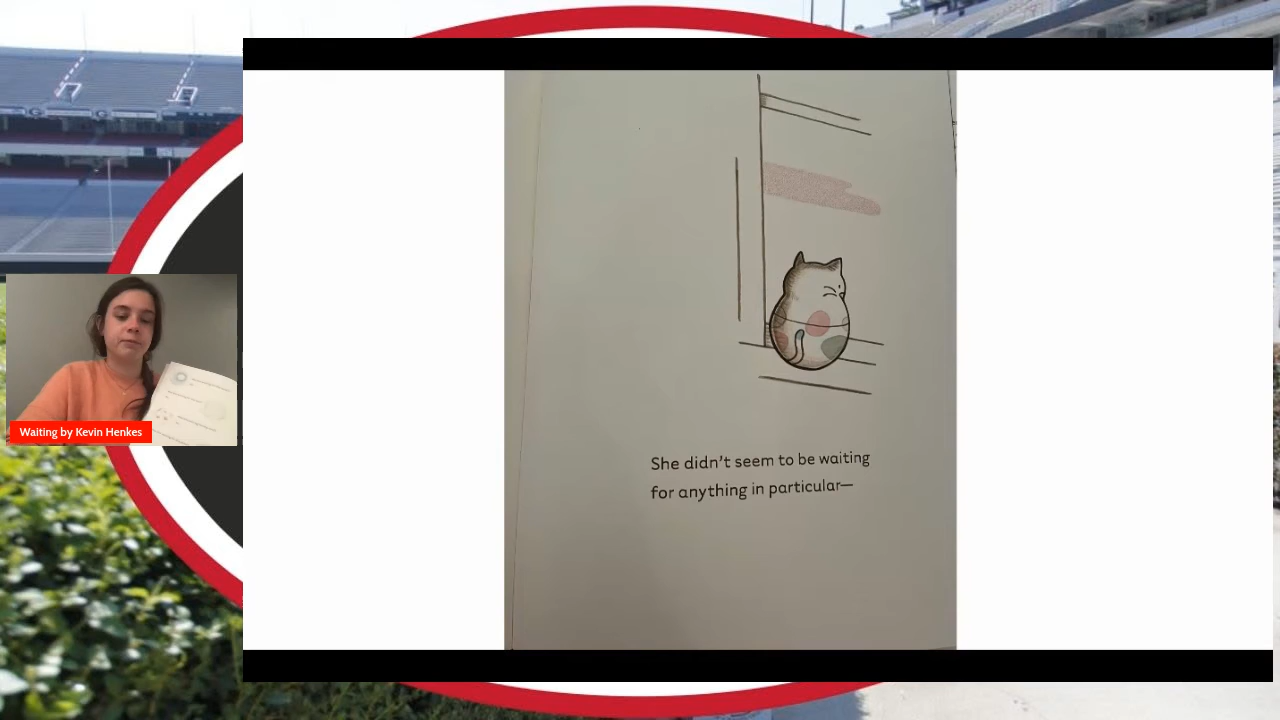 Waiting by Kevin Henkes
She didn't seem to be waiting
for anything in particular—